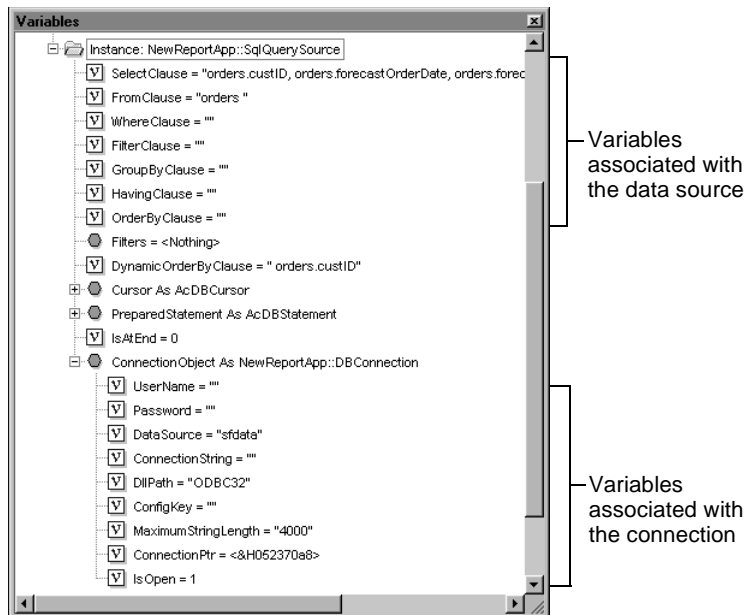 Variables
Instance: NewReportApp::SqlQuerySource
SelectClause = "orders.custID, orders.forecastOrderDate, orders.forec
FromClause = "orders "
WhereClause = ""
FilterClause = ""
GroupByClause = ""
HavingClause = ""
OrderByClause = ""
Filters = <Nothing>
DynamicOrderByClause = " orders.custID"
Cursor As AcDBCursor
PreparedStatement As AcDBStatement
IsAtEnd = 0
ConnectionObject As NewReportApp::DBConnection
UserName = ""
Password = ""
DataSource = "sfdata"
ConnectionString = ""
DllPath = "ODBC32"
ConfigKey = ""
MaximumStringLength = "4000"
ConnectionPtr = <&H052370a8>
IsOpen = 1
Variables
associated with
the data source
Variables
associated with
the connection